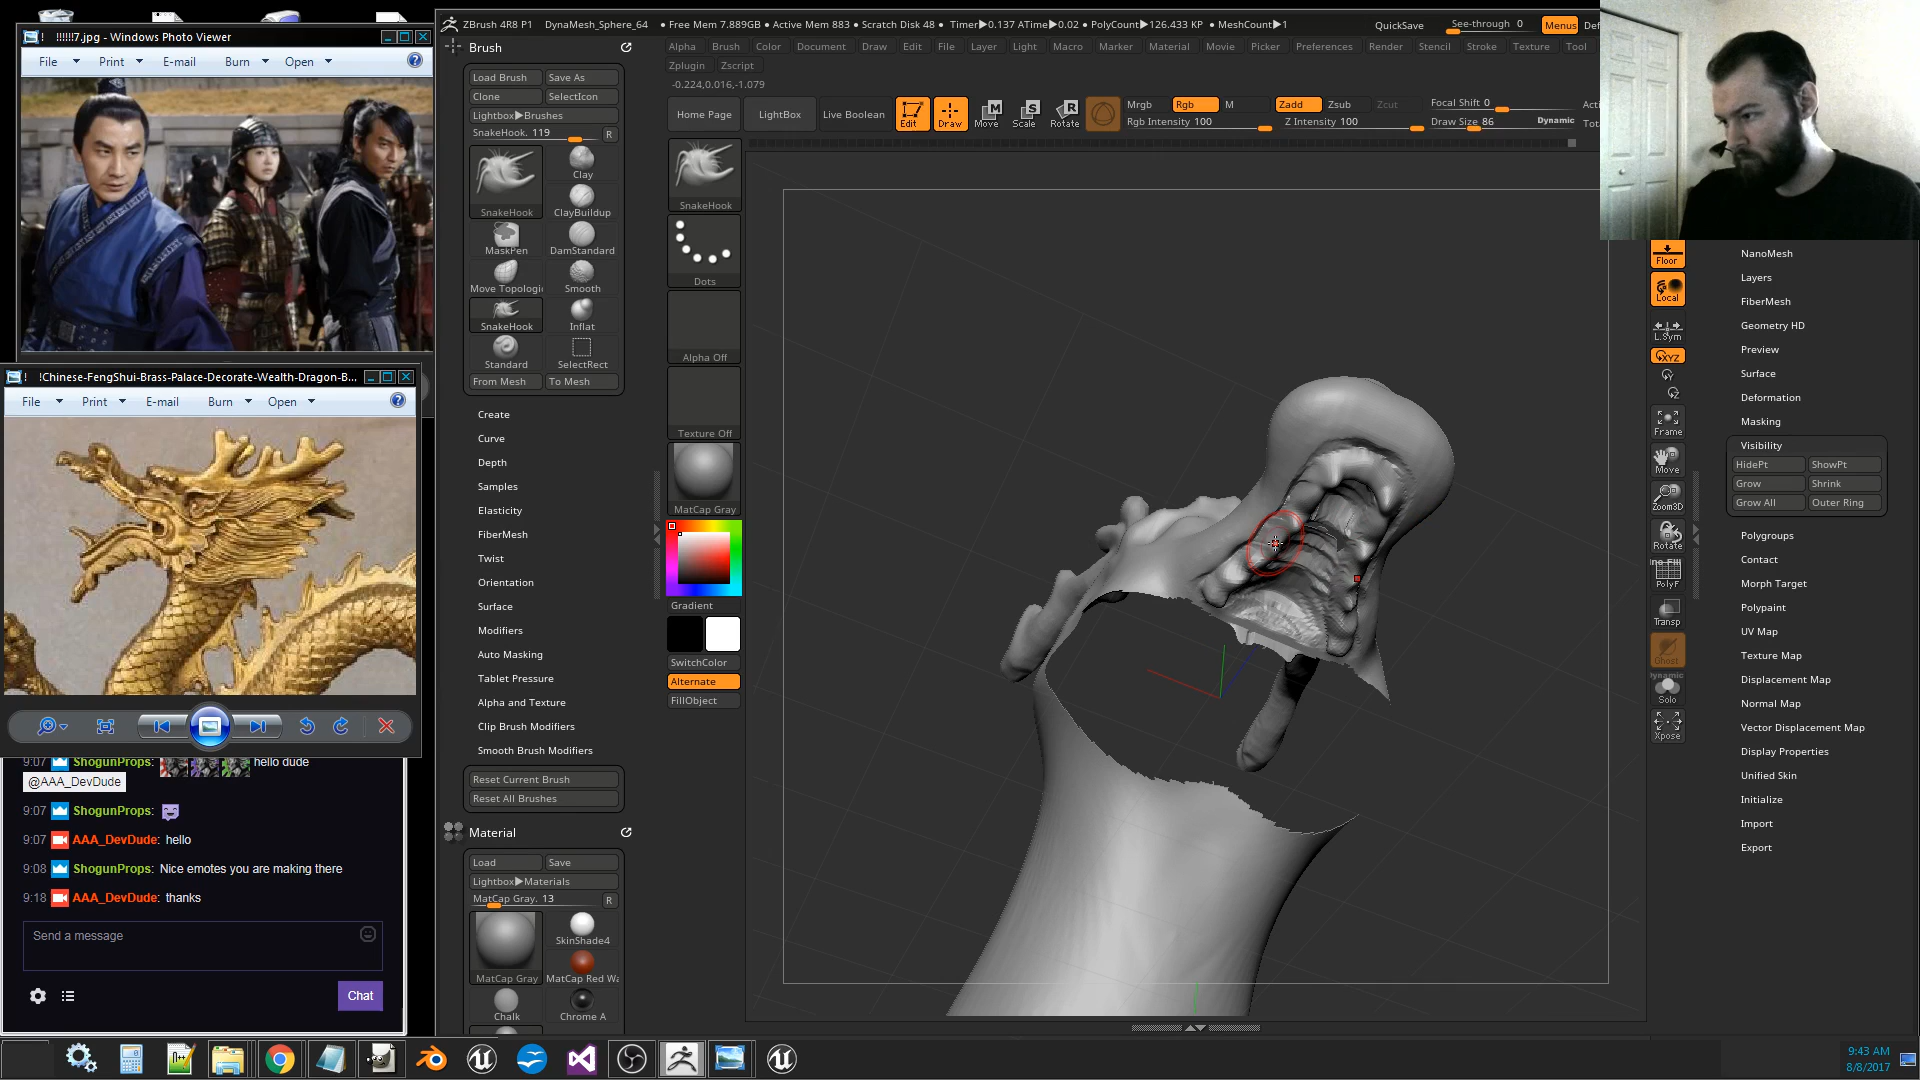 !!!!!!7.jpg - Windows Photo Viewer
File Print E-mail Burn Open
!Chinese-FengShui-Brass-Palace-Decorate-Wealth-Dragon-B...
File Print E-mail Burn Open
9:07 ShogunProps: hello dude
@AAA_DevDude
9:07 ShogunProps:
9:07 AAA_DevDude: hello
9:08 ShogunProps: Nice emotes you are making there
9:18 AAA_DevDude: thanks
Send a message
Chat
ZBrush 4R8 P1 DynaMesh_Sphere_64 • Free Mem 7.889GB • Active Mem 883 • Scratch Disk 48 • Timer▶0.137 ATime▶0.02 • PolyCount▶126.433 KP • MeshCount▶1
QuickSave See-through 0 Menus Def
Alpha Brush Color Document Draw Edit File Layer Light Macro Marker Material Movie Picker Preferences Render Stencil Stroke Texture Tool
Zplugin Zscript
-0.224,0.016,-1.079
Home Page LightBox Live Boolean Edit Draw Move Scale Rotate
Mrgb Rgb M Zadd Zsub Zcut Focal Shift 0
Rgb Intensity 100 Z Intensity 100 Draw Size 86 Dynamic
Brush
Load Brush Save As
Clone SelectIcon
Lightbox▶Brushes
SnakeHook. 119 R
SnakeHook Clay
ClayBuildup
MaskPen DamStandard
Move Topologi Smooth
SnakeHook Inflat
Standard SelectRect
From Mesh To Mesh
Create
Curve
Depth
Samples
Elasticity
FiberMesh
Twist
Orientation
Surface
Modifiers
Auto Masking
Tablet Pressure
Alpha and Texture
Clip Brush Modifiers
Smooth Brush Modifiers
Reset Current Brush
Reset All Brushes
Material
Load Save
Lightbox▶Materials
MatCap Gray. 13 R
MatCap Gray SkinShade4
MatCap Red Wa
Chalk Chrome A
SnakeHook
Dots
Alpha Off
Texture Off
MatCap Gray
Gradient
SwitchColor
Alternate
FillObject
Floor
Local
L.Sym
XYZ
Frame
Move
Zoom3D
Rotate
PolyF
Transp
Ghost
Dynamic
Solo
Xpose
NanoMesh
Layers
FiberMesh
Geometry HD
Preview
Surface
Deformation
Masking
Visibility
HidePt ShowPt
Grow Shrink
Grow All Outer Ring
Polygroups
Contact
Morph Target
Polypaint
UV Map
Texture Map
Displacement Map
Normal Map
Vector Displacement Map
Display Properties
Unified Skin
Initialize
Import
Export
9:43 AM
8/8/2017